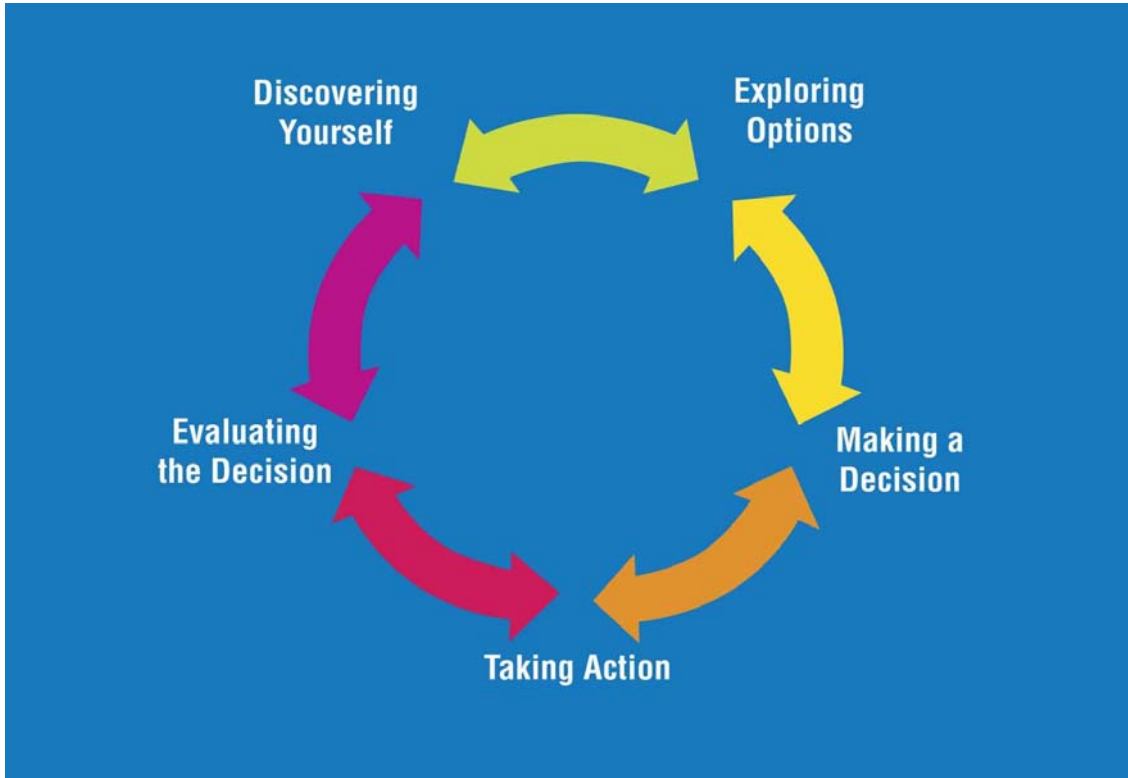 Discovering
Yourself
Exploring
Options
Making a
Decision
Taking Action
Evaluating
the Decision